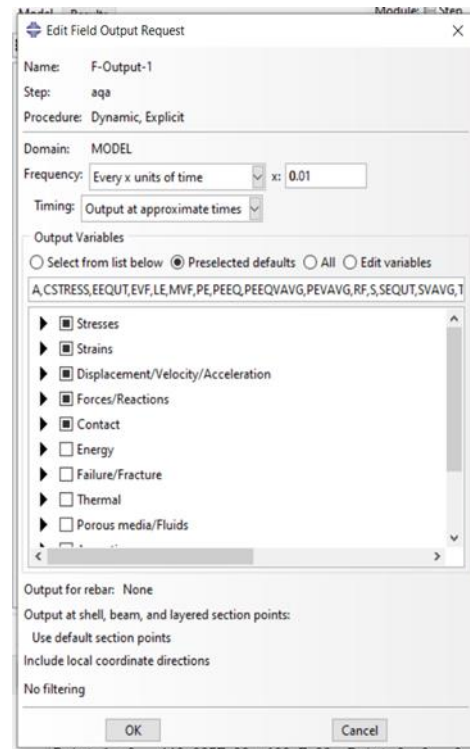 Model Results Module: Step
Edit Field Output Request
Name: F-Output-1
Step: aqa
Procedure: Dynamic, Explicit
Domain: MODEL
Frequency: Every x units of time x: 0.01
Timing: Output at approximate times
Output Variables
Select from list below Preselected defaults All Edit variables
A,CSTRESS,EEQUT,EVF,LE,MVF,PE,PEEQ,PEEQVAVG,PEVAVG,RF,S,SEQUT,SVAVG,T
Stresses
Strains
Displacement/Velocity/Acceleration
Forces/Reactions
Contact
Energy
Failure/Fracture
Thermal
Porous media/Fluids
Output for rebar: None
Output at shell, beam, and layered section points:
Use default section points
Include local coordinate directions
No filtering
OK Cancel